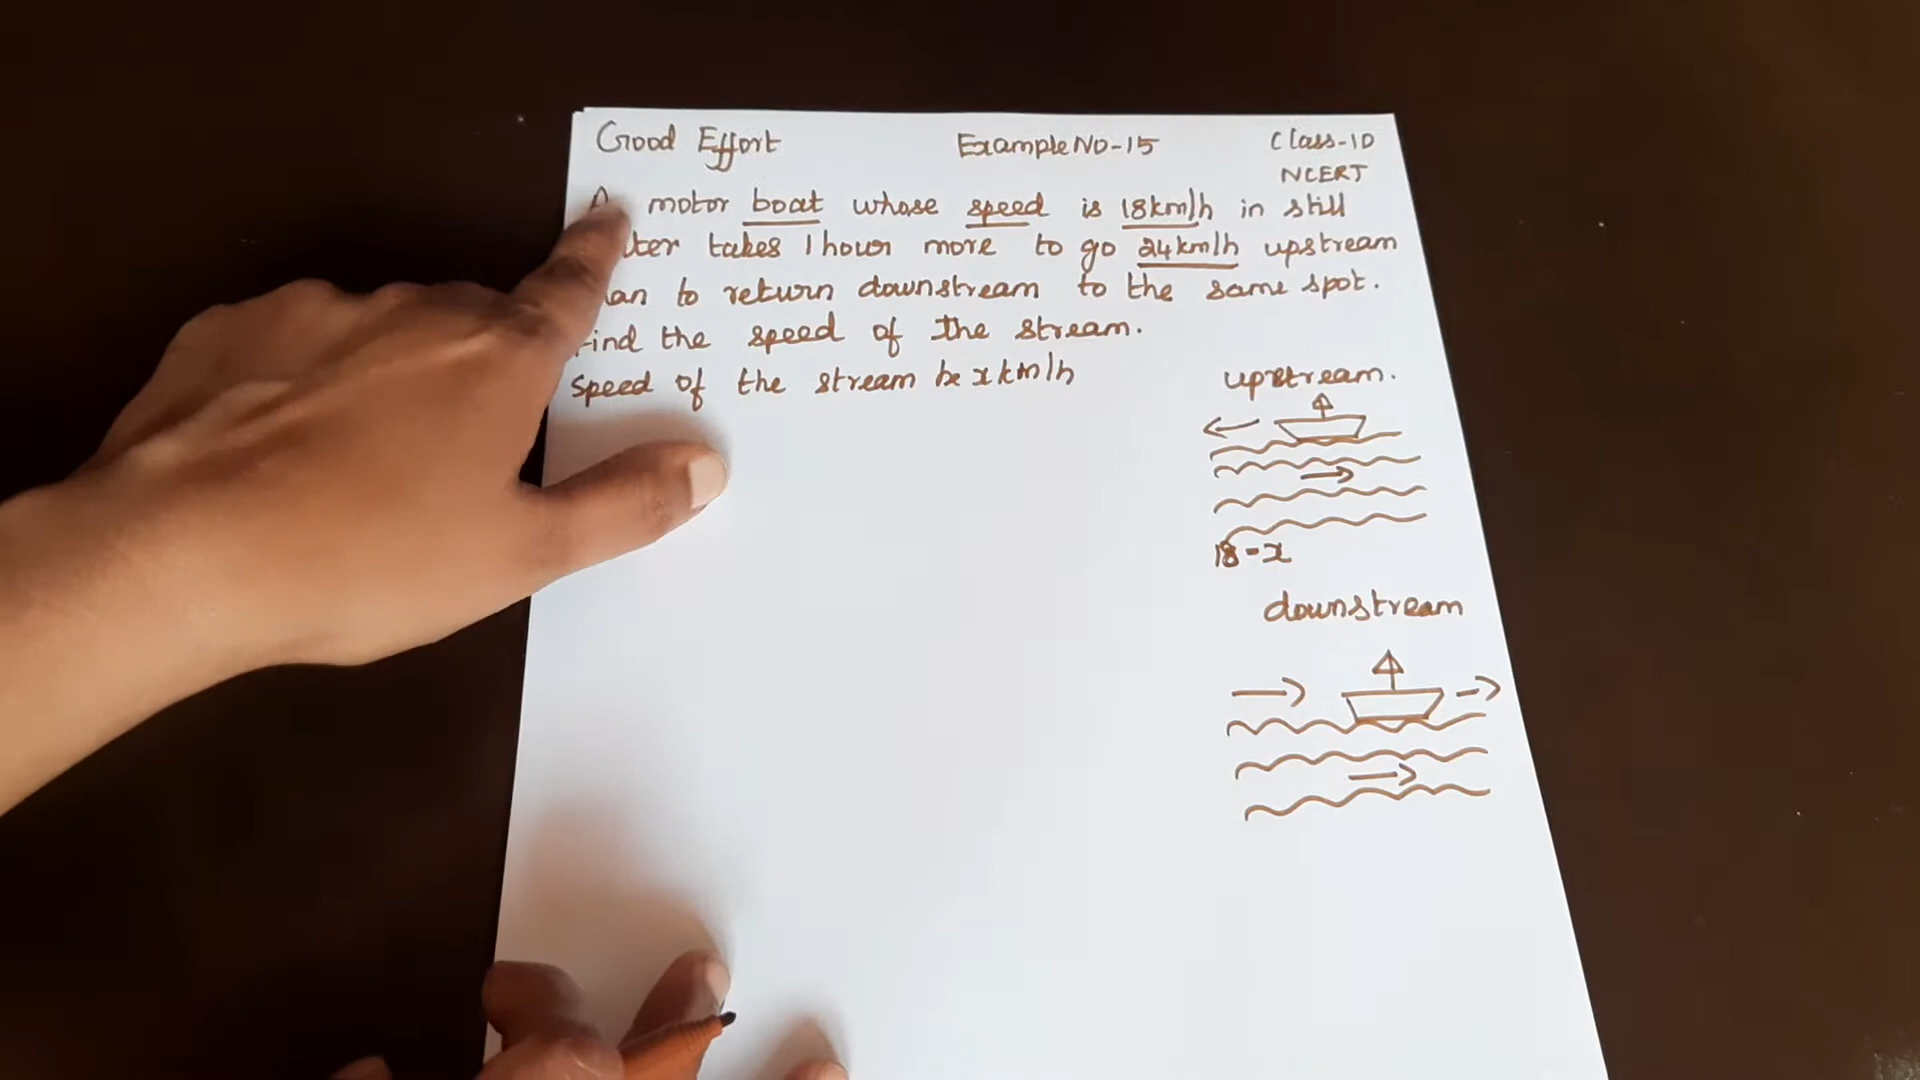 Good Effort Example No-15 Class-10
NCERT
A motor boat whose speed is 18km/h in still
ter takes 1 hour more to go 24km/h upstream
an to return downstream to the same spot.
ind the speed of the stream.
Speed of the stream be x km/h
upstream.
18-x
downstream